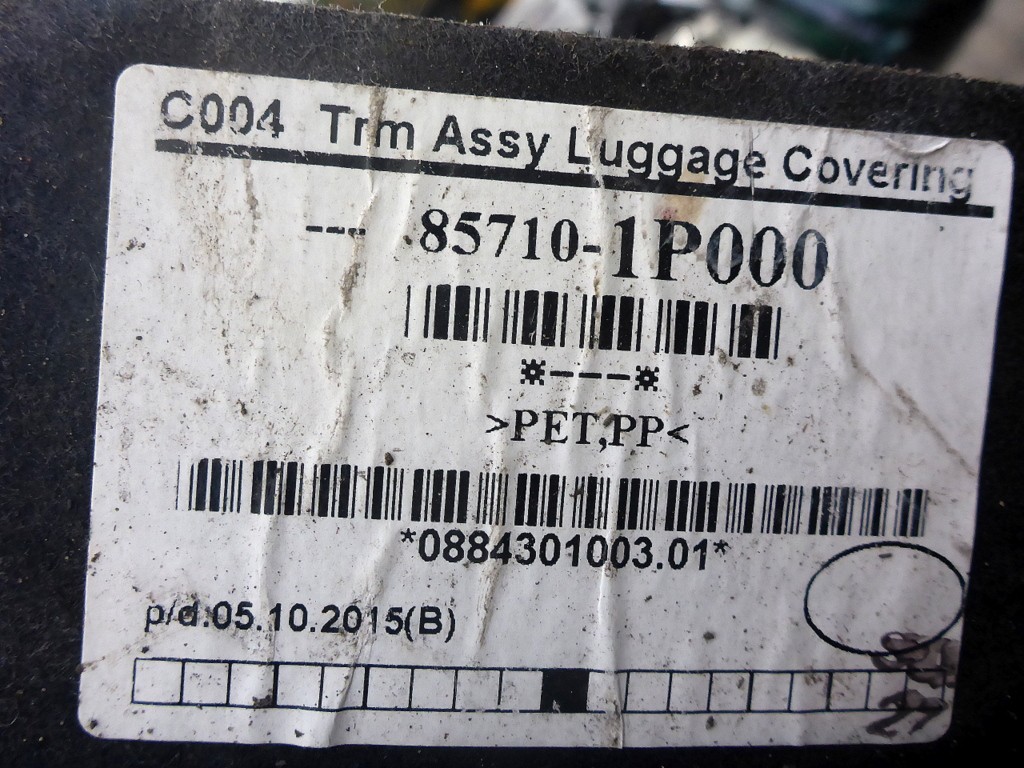 C004 Trm Assy Luggage Covering
--- 85710-1P000
*---*
>PET,PP<
*0884301003.01*
p/d.05.10.2015(B)